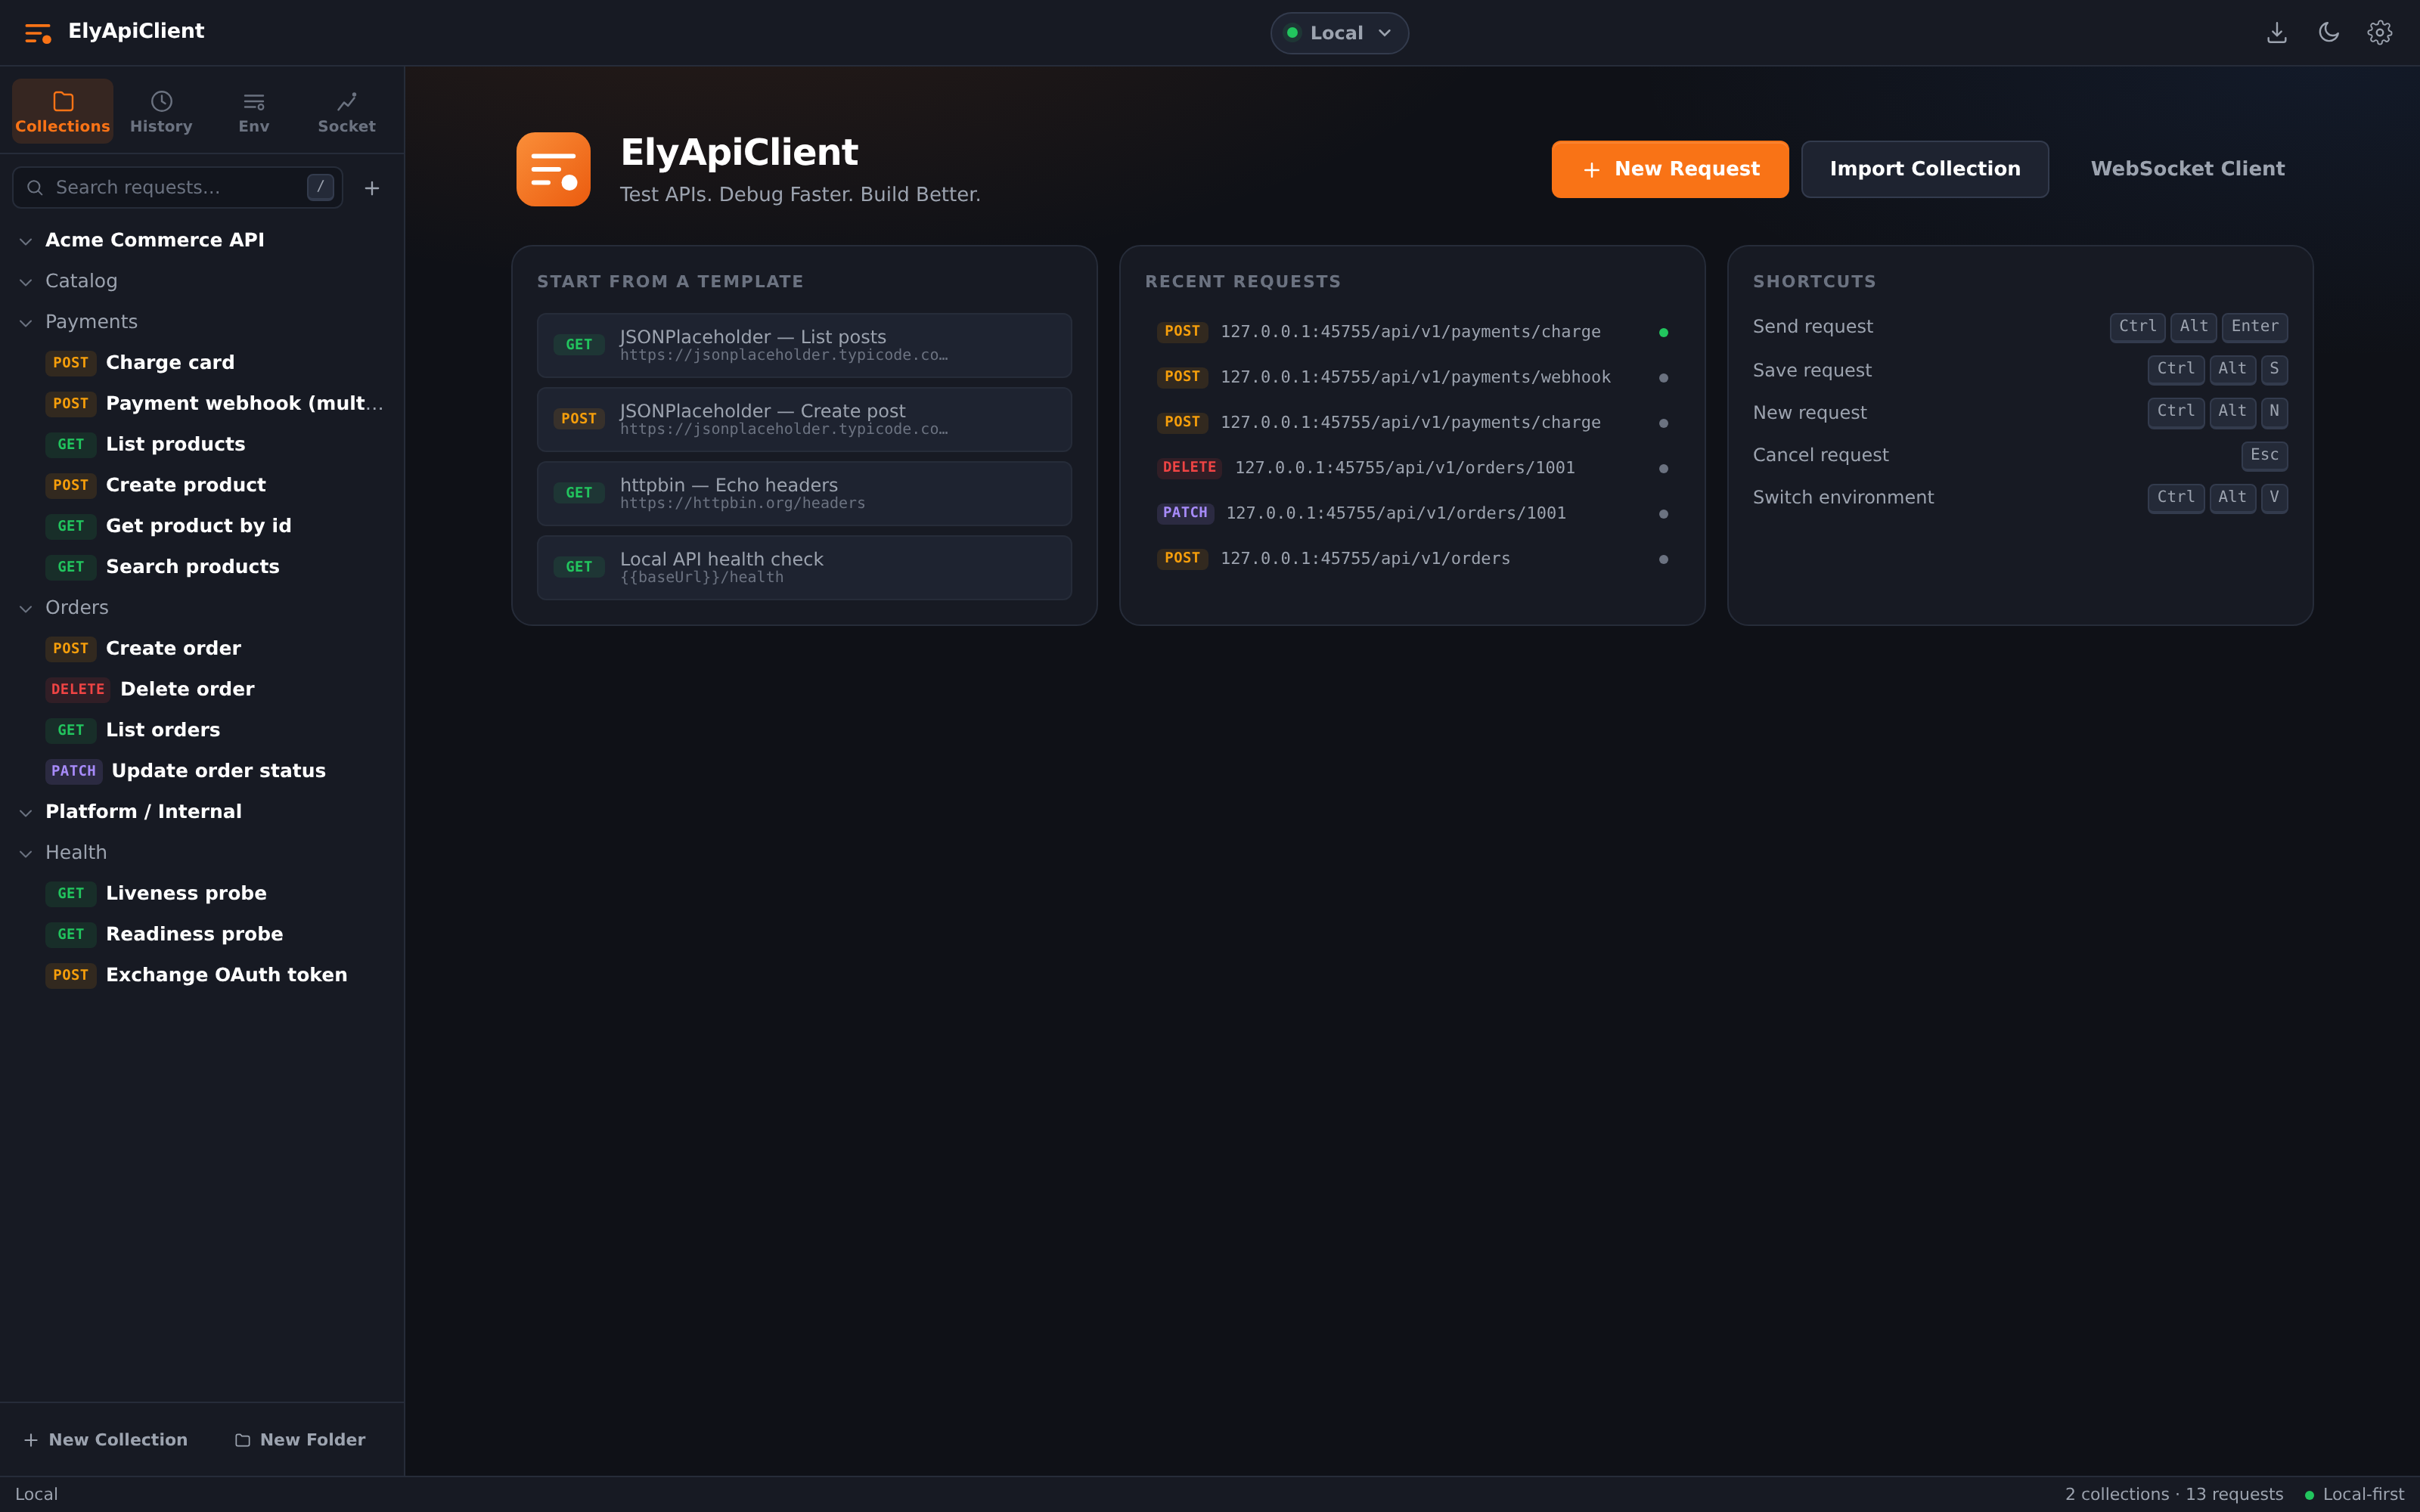 ElyApiClient
Local
Collections
History
Env
Socket
Search requests...
/
Acme Commerce API
Catalog
Payments
POST Charge card
POST Payment webhook (mult...
GET List products
POST Create product
GET Get product by id
GET Search products
Orders
POST Create order
DELETE Delete order
GET List orders
PATCH Update order status
Platform / Internal
Health
GET Liveness probe
GET Readiness probe
POST Exchange OAuth token
New Collection
New Folder
ElyApiClient
Test APIs. Debug Faster. Build Better.
New Request
Import Collection
WebSocket Client
START FROM A TEMPLATE
GET JSONPlaceholder — List posts
https://jsonplaceholder.typicode.co...
POST JSONPlaceholder — Create post
https://jsonplaceholder.typicode.co...
GET httpbin — Echo headers
https://httpbin.org/headers
GET Local API health check
{{baseUrl}}/health
RECENT REQUESTS
POST 127.0.0.1:45755/api/v1/payments/charge
POST 127.0.0.1:45755/api/v1/payments/webhook
POST 127.0.0.1:45755/api/v1/payments/charge
DELETE 127.0.0.1:45755/api/v1/orders/1001
PATCH 127.0.0.1:45755/api/v1/orders/1001
POST 127.0.0.1:45755/api/v1/orders
SHORTCUTS
Send request Ctrl Alt Enter
Save request Ctrl Alt S
New request Ctrl Alt N
Cancel request Esc
Switch environment Ctrl Alt V
Local
2 collections · 13 requests
Local-first